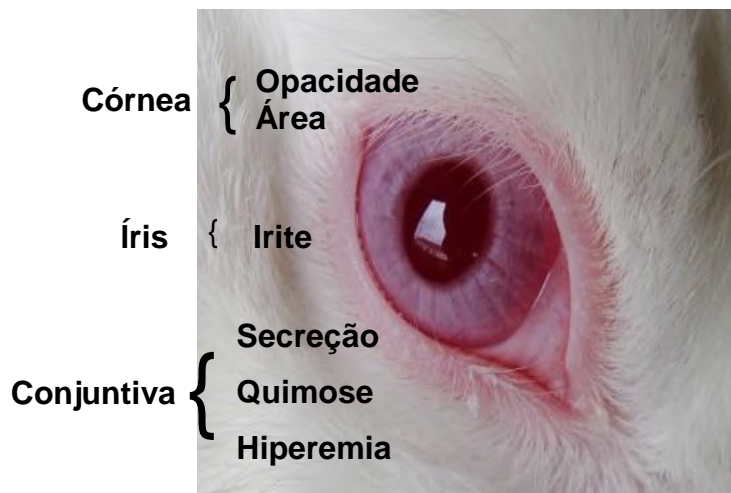 Córnea { Opacidade
Área
Íris { Irite
Secreção
Conjuntiva { Quimose
Hiperemia